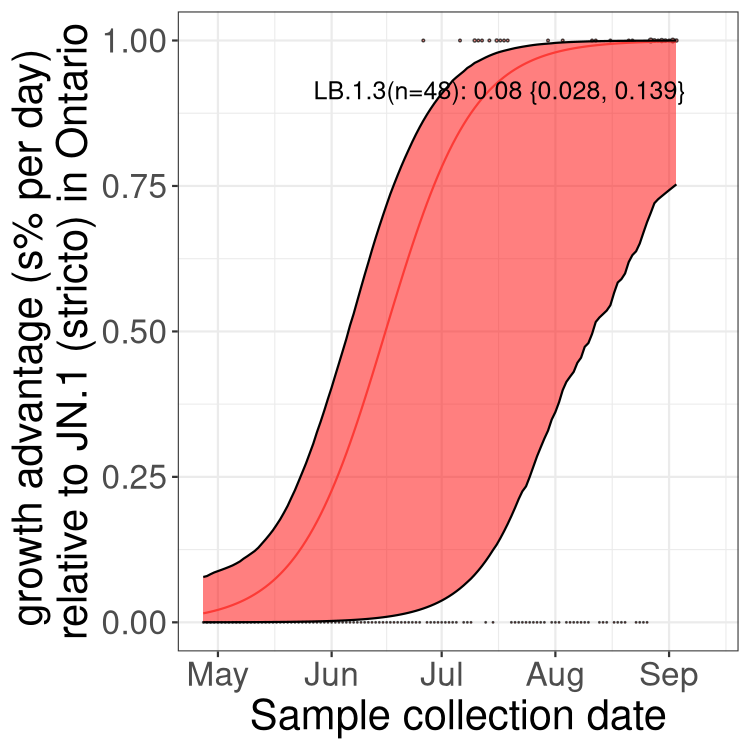 growth advantage (s% per day)
relative to JN.1 (stricto) in Ontario
1.00
0.75
0.50
0.25
0.00
LB.1.3(n=48): 0.08 {0.028, 0.139}
May Jun Jul Aug Sep
Sample collection date